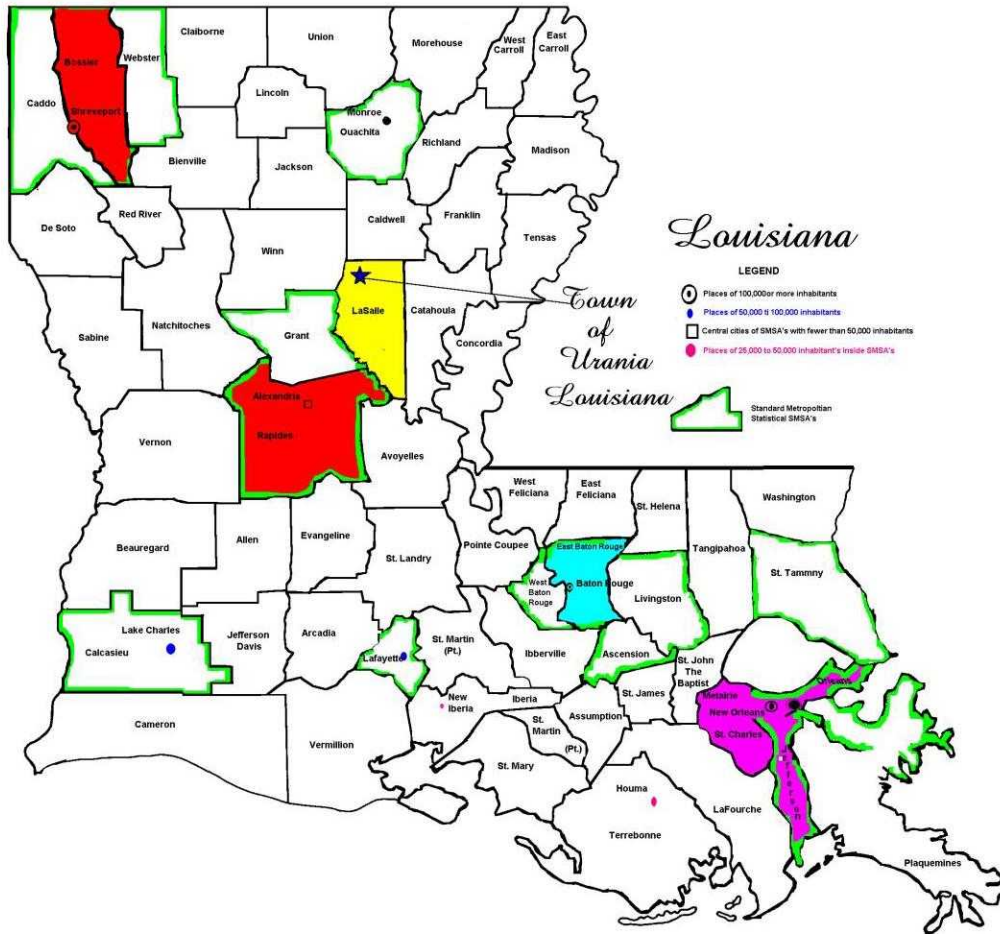 Claiborne
Union
Morehouse
West
Carroll
East
Carroll
Bossier
Webster
Caddo
Shreveport
Lincoln
Monroe
Ouachita
Richland
Madison
Bienville
Jackson
De Soto
Red River
Caldwell
Franklin
Tensas
Winn
LaSalle
Catahoula
Natchitoches
Sabine
Grant
Concordia
Louisiana
LEGEND
Places of 100,000or more inhabitants
Places of 50,000 ti 100,000 inhabitants
Central cities of SMSA's with fewer than 50,000 inhabitants
Places of 25,000 to 50,000 inhabitant's inside SMSA's
Standard Metropoltian
Statistical SMSA's
Town
of
Urania
Louisiana
Alexandria
Rapides
Vernon
Avoyelles
West
Feliciana
East
Feliciana
St. Helena
Washington
Beauregard
Allen
Evangeline
St. Landry
Pointe Coupee
East Baton Rouge
Baton Rouge
West
Baton
Rouge
Livingston
Tangipahoa
St. Tammny
Lake Charles
Calcasieu
Jefferson
Davis
Arcadia
Lafayette
St. Martin
(Pt.)
Ibberville
Ascension
St. John
The
Baptist
St. James
Orleans
Metairie
New Orleans
St. Charles
Jefferson
Cameron
Vermillion
New
Iberia
Iberia
St.
Martin
(Pt.)
Assumption
St. Mary
Houma
Terrebonne
LaFourche
Plaquemines